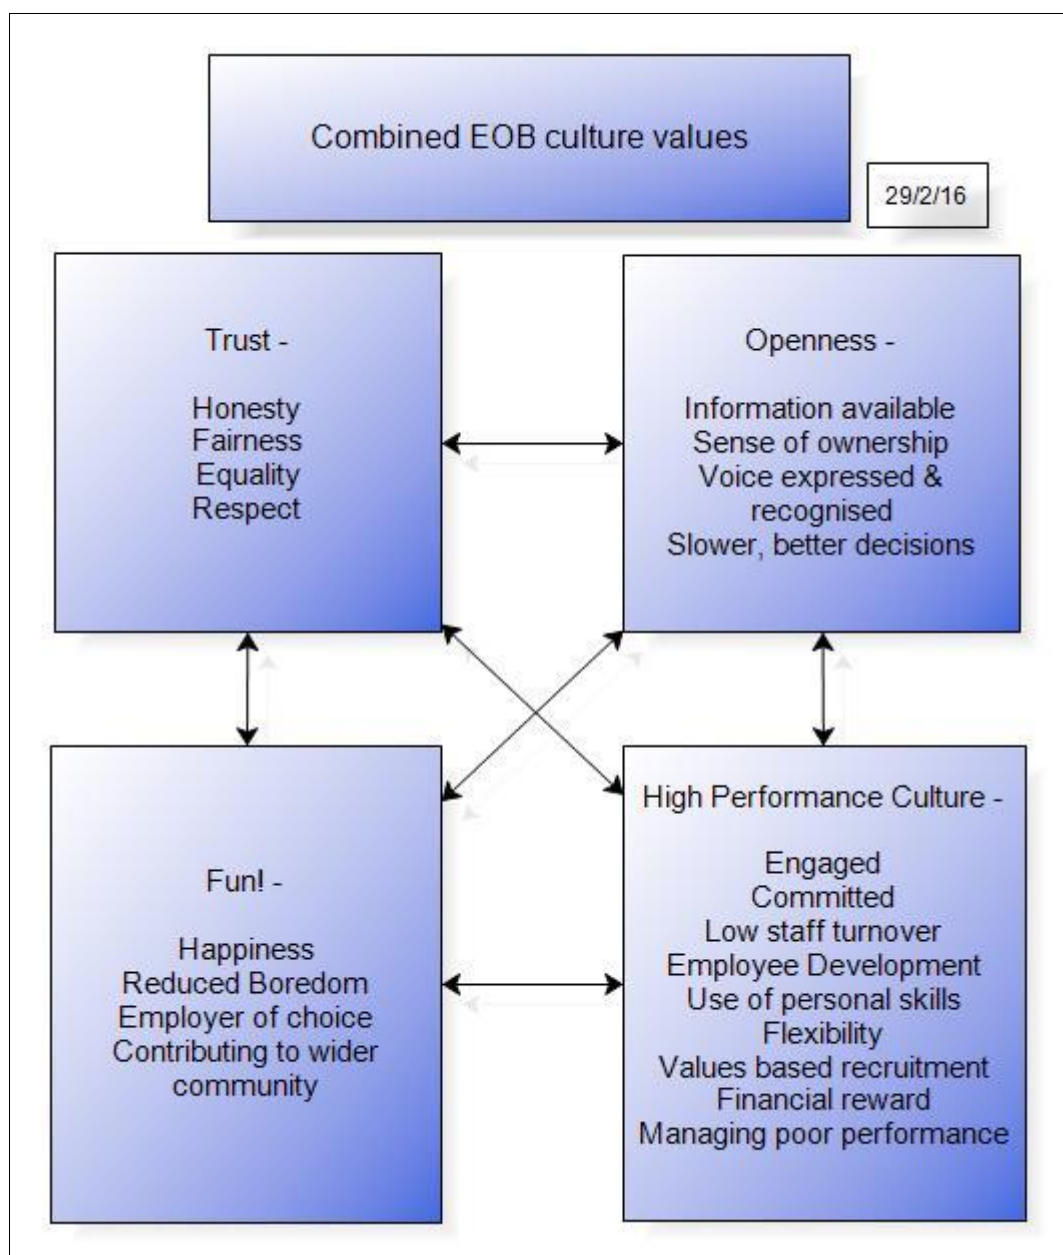 Combined EOB culture values
29/2/16
Trust -
Honesty
Fairness
Equality
Respect
Openness -
Information available
Sense of ownership
Voice expressed &
recognised
Slower, better decisions
Fun! -
Happiness
Reduced Boredom
Employer of choice
Contributing to wider
community
High Performance Culture -
Engaged
Committed
Low staff turnover
Employee Development
Use of personal skills
Flexibility
Values based recruitment
Financial reward
Managing poor performance